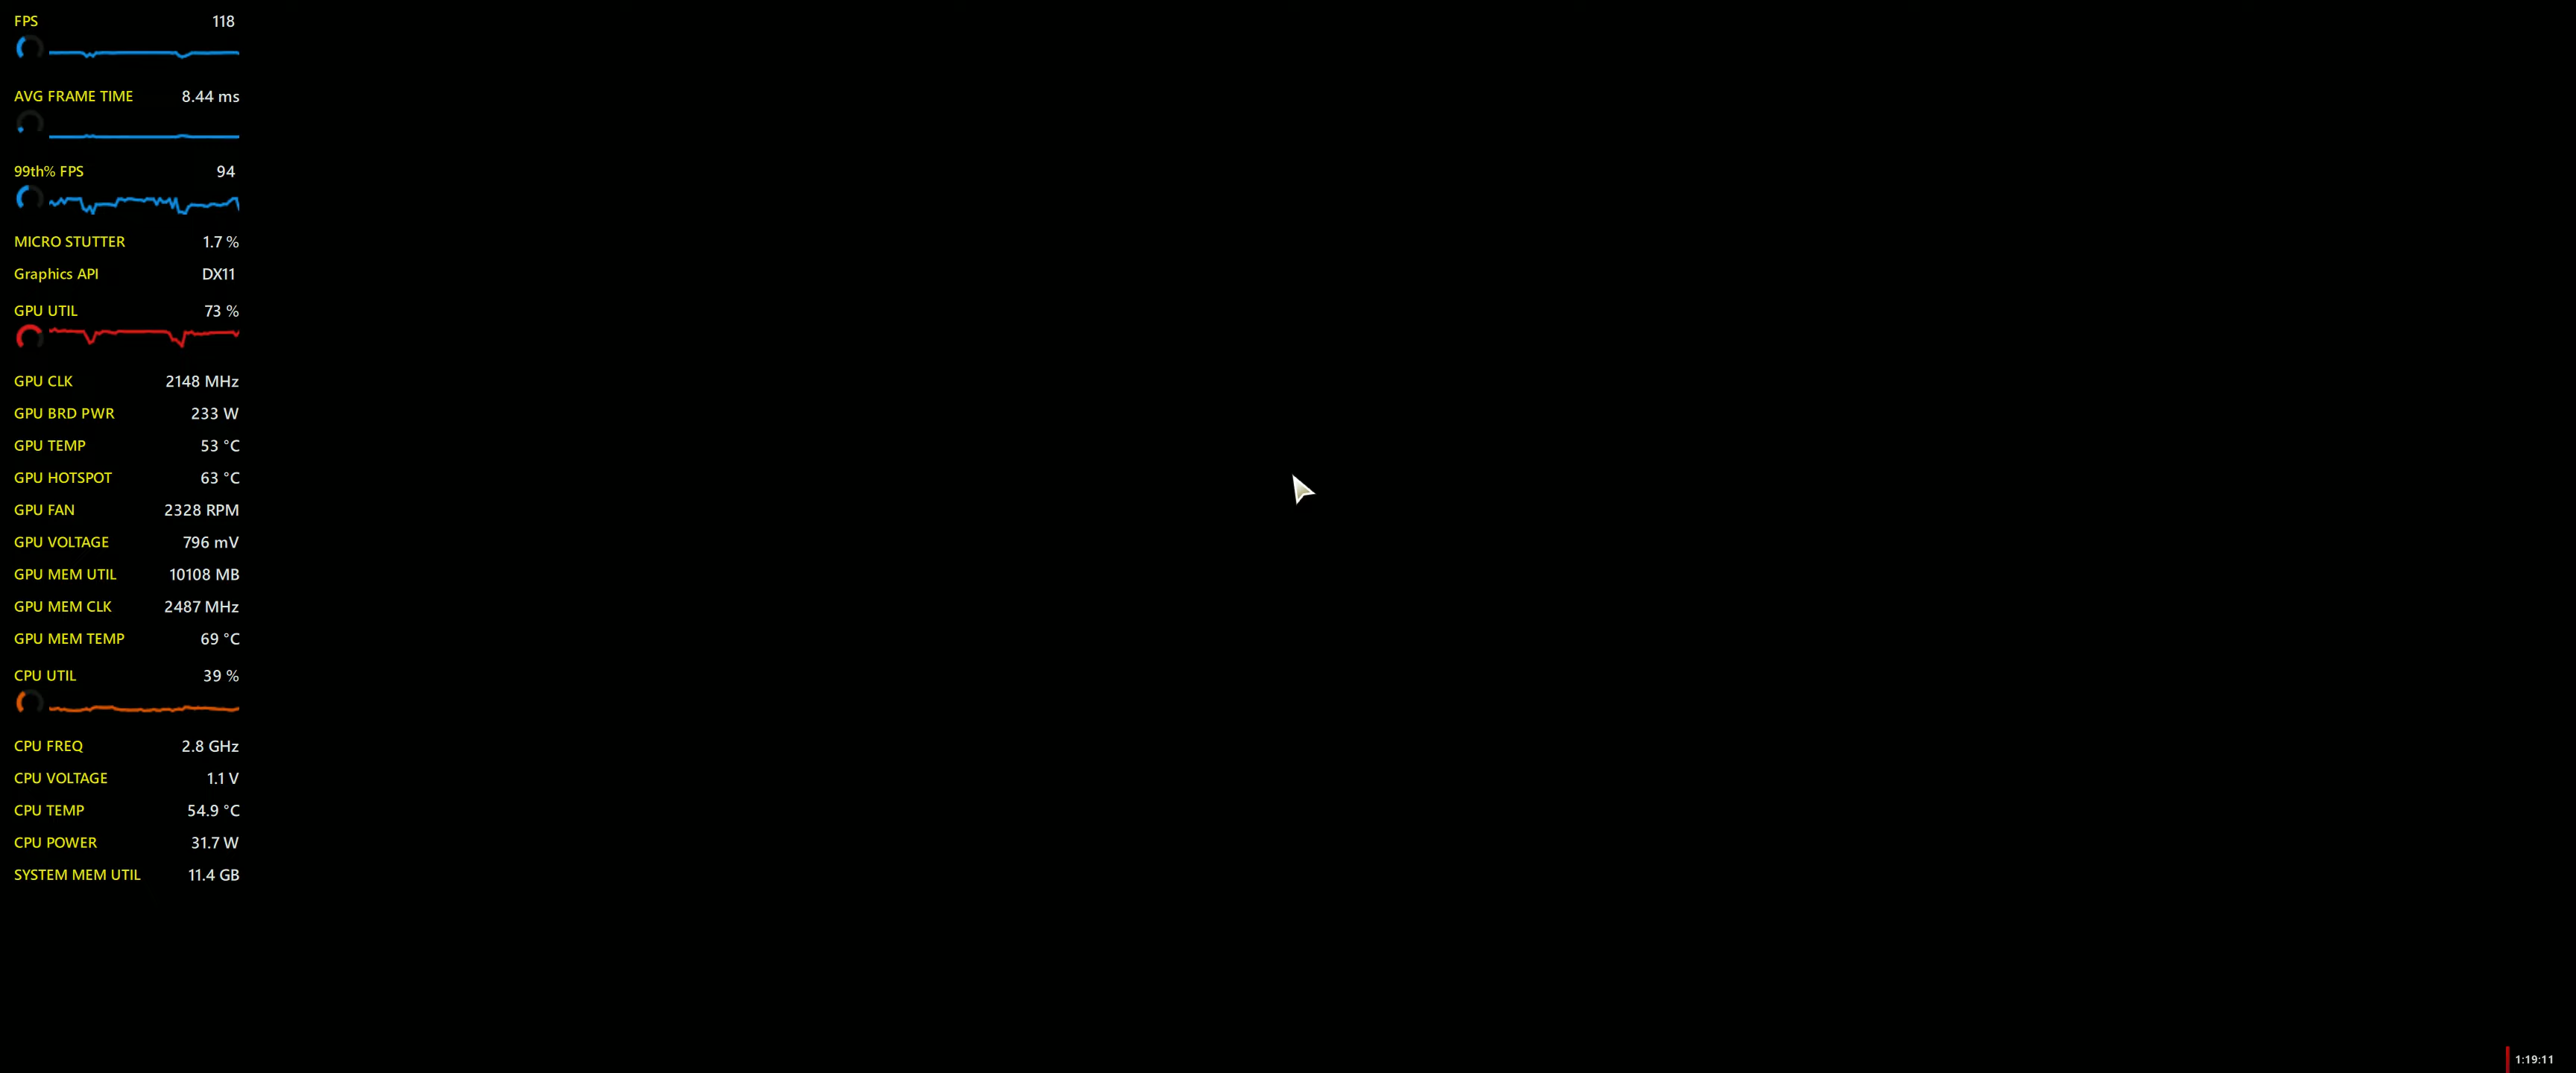 FPS 118
AVG FRAME TIME 8.44 ms
99th% FPS 94
MICRO STUTTER 1.7 %
Graphics API DX11
GPU UTIL 73 %
GPU CLK 2148 MHz
GPU BRD PWR 233 W
GPU TEMP 53 °C
GPU HOTSPOT 63 °C
GPU FAN 2328 RPM
GPU VOLTAGE 796 mV
GPU MEM UTIL 10108 MB
GPU MEM CLK 2487 MHz
GPU MEM TEMP 69 °C
CPU UTIL 39 %
CPU FREQ 2.8 GHz
CPU VOLTAGE 1.1 V
CPU TEMP 54.9 °C
CPU POWER 31.7 W
SYSTEM MEM UTIL 11.4 GB
1:19:11